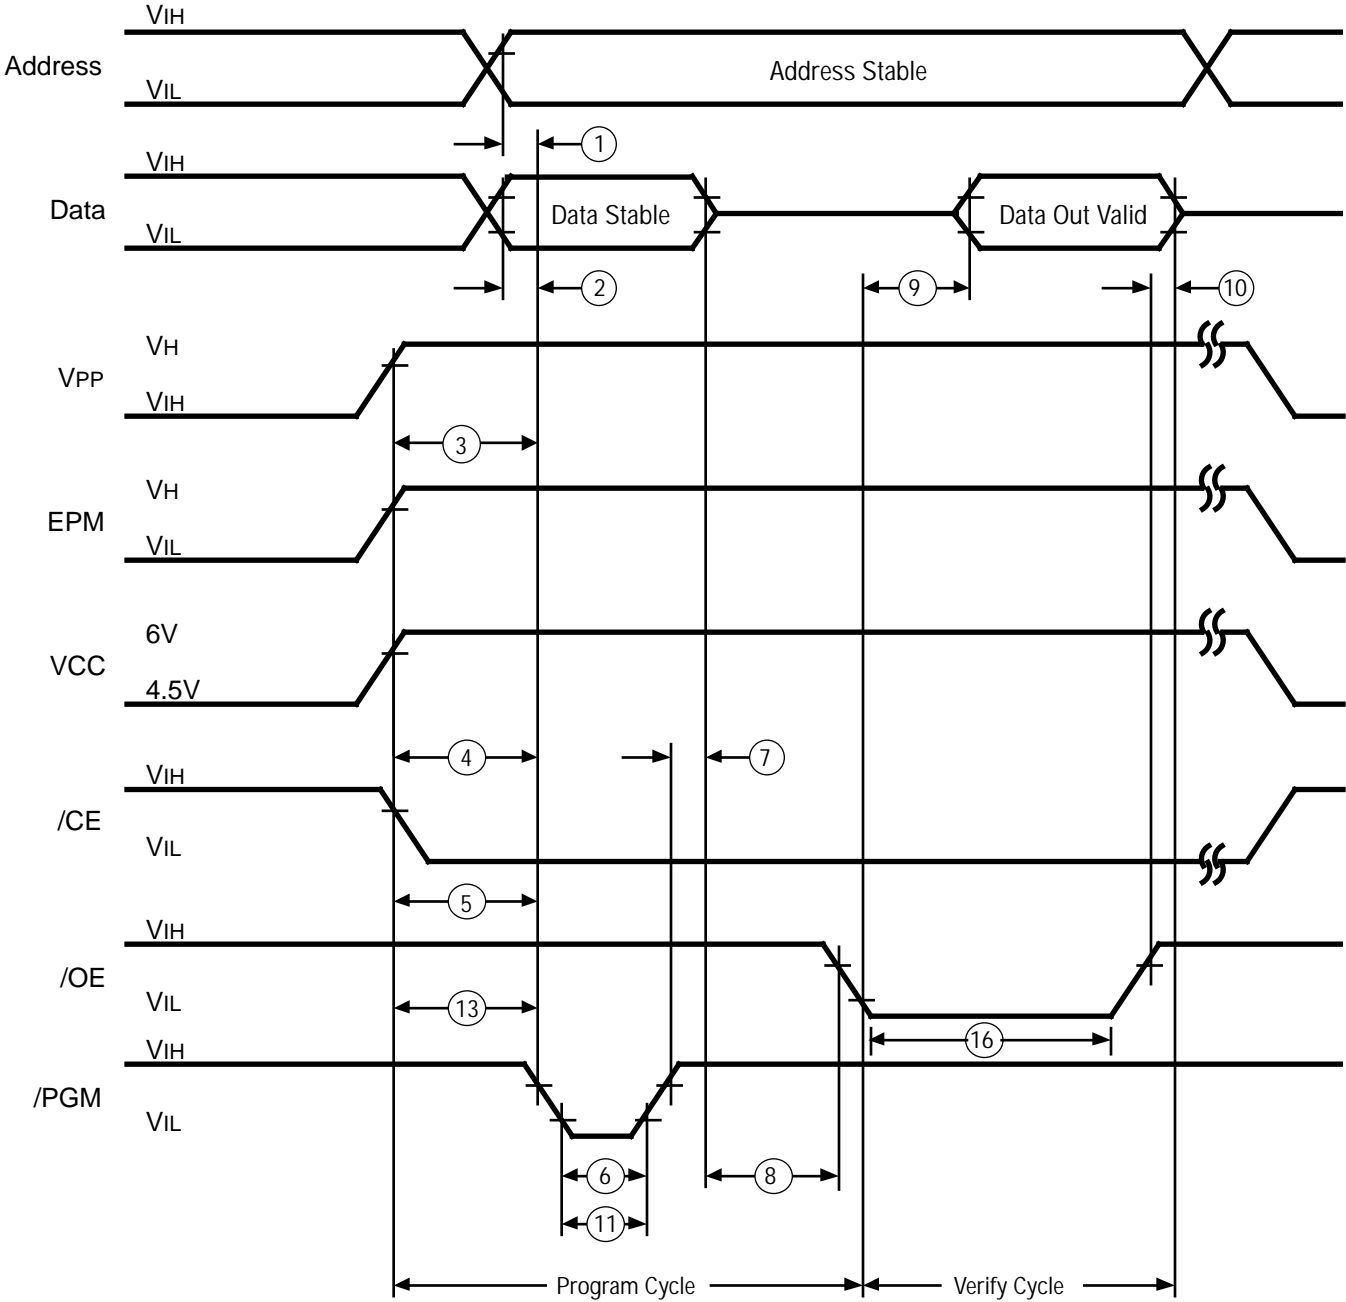 VIH
Address
Address Stable
VIL
1
VIH
Data
Data Stable
Data Out Valid
VIL
2
9
10
VH
VPP
VIH
3
VH
EPM
VIL
6V
VCC
4.5V
4
7
VIH
/CE
VIL
5
VIH
/OE
VIL
13
16
VIH
/PGM
VIL
6
8
11
Program Cycle
Verify Cycle